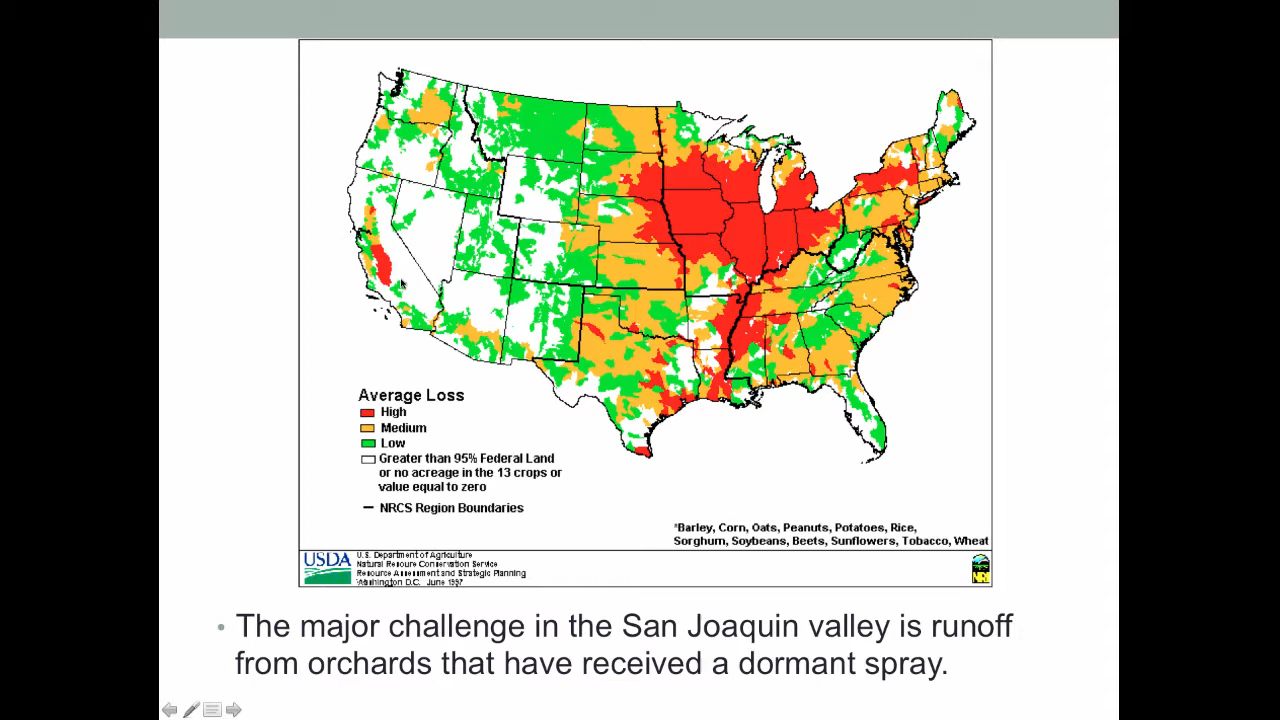 Average Loss
High
Medium
Low
Greater than 95% Federal Land
or no acreage in the 13 crops or
value equal to zero
NRCS Region Boundaries
*Barley, Corn, Oats, Peanuts, Potatoes, Rice,
Sorghum, Soybeans, Beets, Sunflowers, Tobacco, Wheat
USDA
U.S. Department of Agriculture
Natural Resoure Conservation Service
Resource Assessment and Strategic Planning
Washington D.C. June 1997
NRI
• The major challenge in the San Joaquin valley is runoff
from orchards that have received a dormant spray.